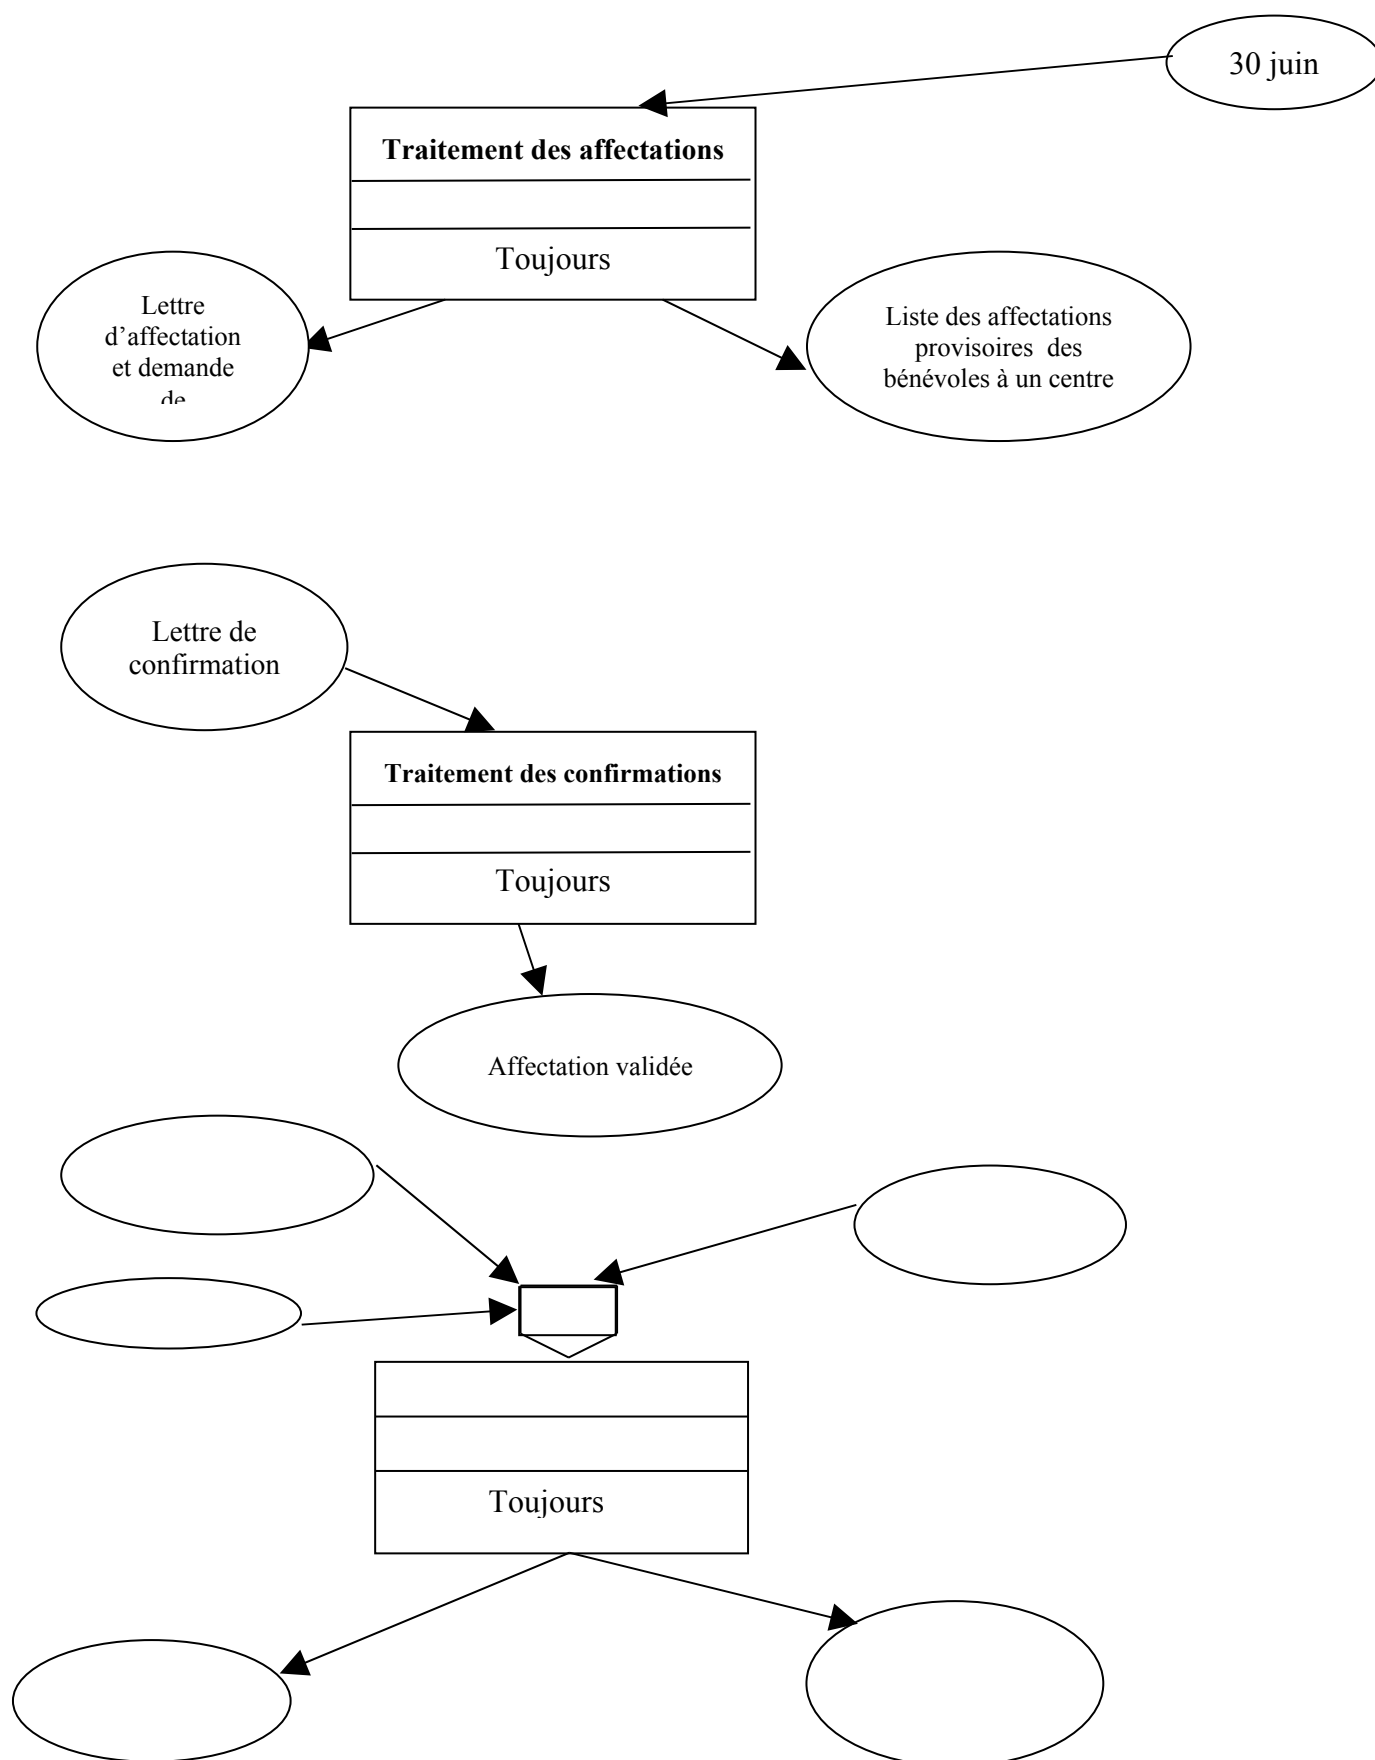 30 juin
Traitement des affectations
Toujours
Lettre
d’affectation
et demande
de
Liste des affectations
provisoires des
bénévoles à un centre
Lettre de
confirmation
Traitement des confirmations
Toujours
Affectation validée
Toujours